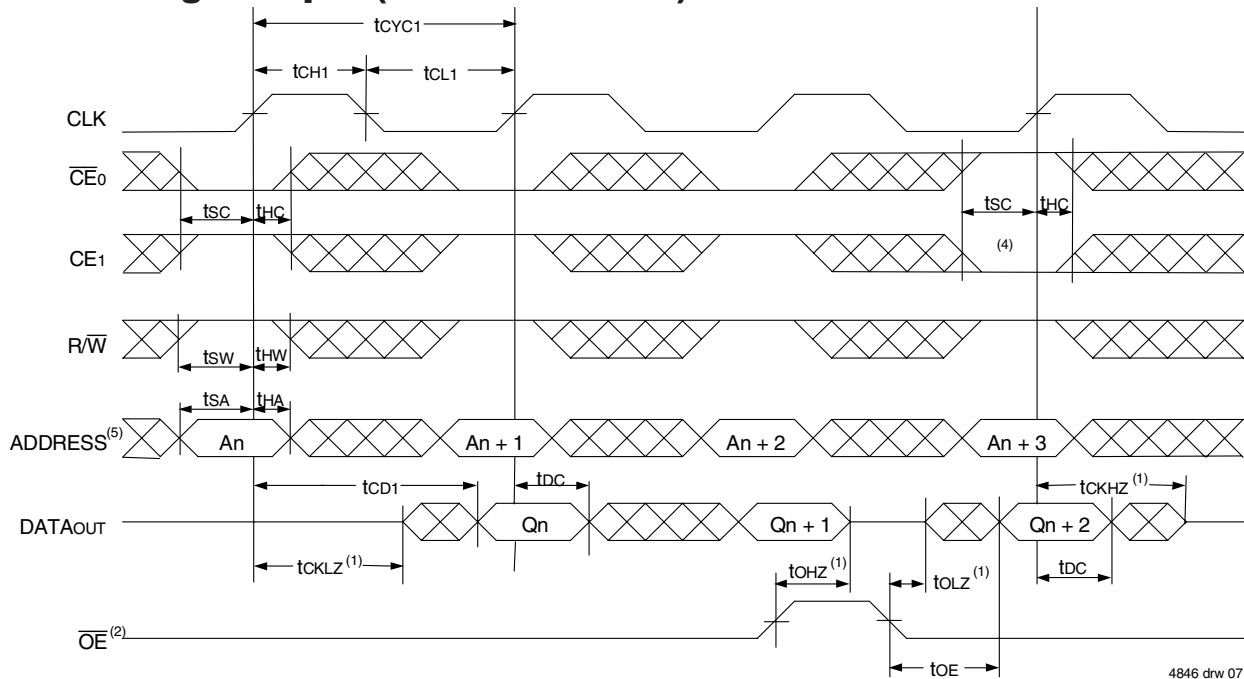 tCYC1
tCH1
tCL1
CLK
CE0
tSC
tHC
tSC
tHC
(4)
CE1
R/W
tSW
tHW
tSA
tHA
ADDRESS(5)
An
An + 1
An + 2
An + 3
tCD1
tDC
tCKHZ (1)
DATAOUT
Qn
Qn + 1
Qn + 2
tCKLZ (1)
tOHZ (1)
tOLZ (1)
tDC
OE (2)
tOE
4846 drw 07